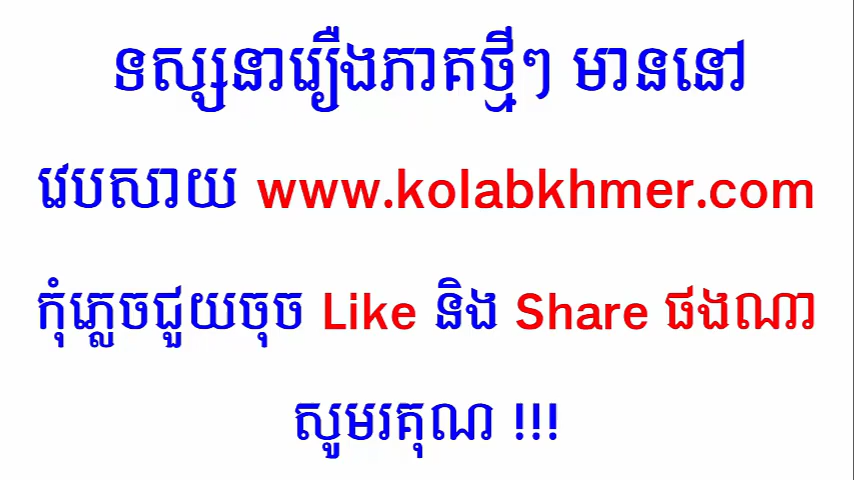 ទស្សនារឿងភាគថ្មីៗ មាននៅ
វេបសាយ www.kolabkhmer.com
កុំភ្លេចជួយចុច Like និង Share ផងណា
សូមរគុណ !!!